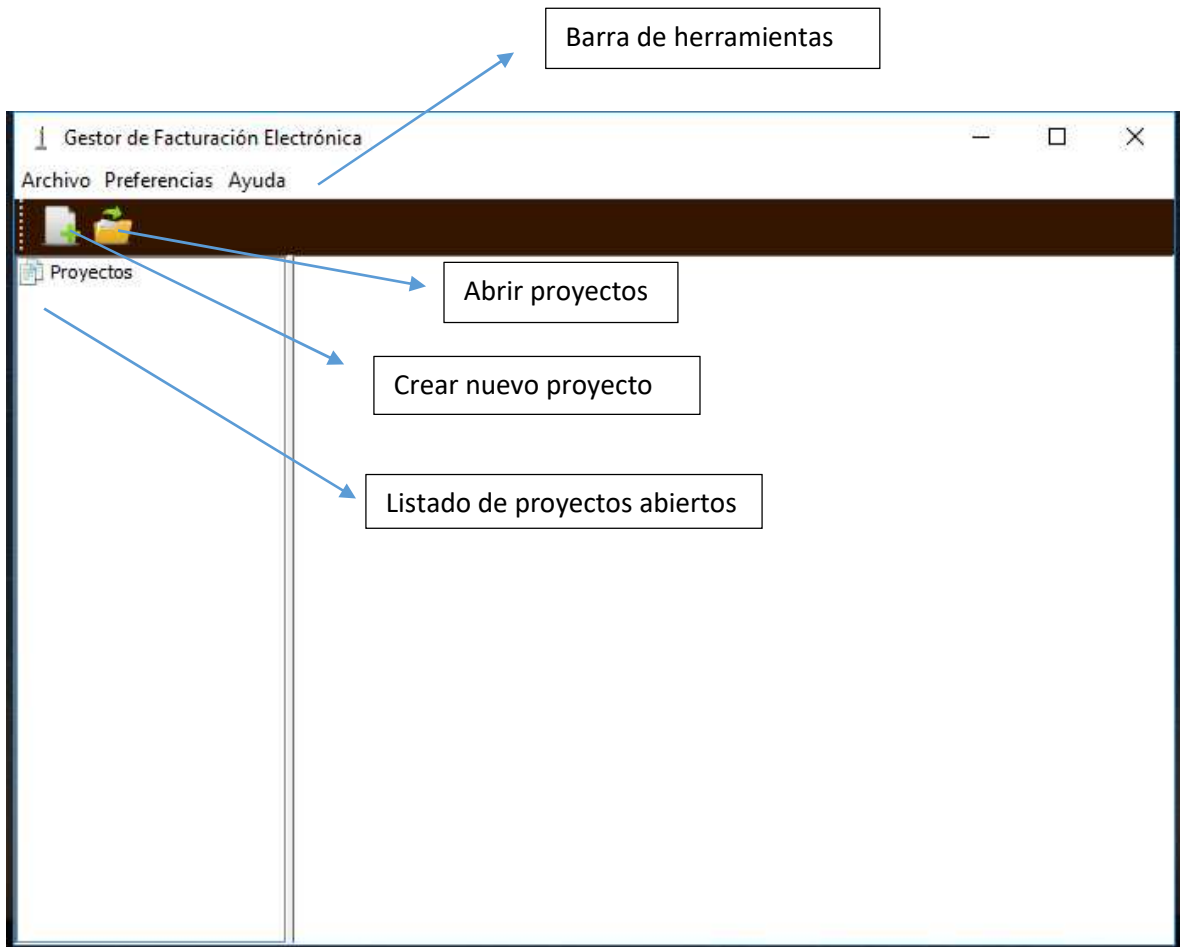 Barra de herramientas
Gestor de Facturación Electrónica
Archivo Preferencias Ayuda
Proyectos
Abrir proyectos
Crear nuevo proyecto
Listado de proyectos abiertos